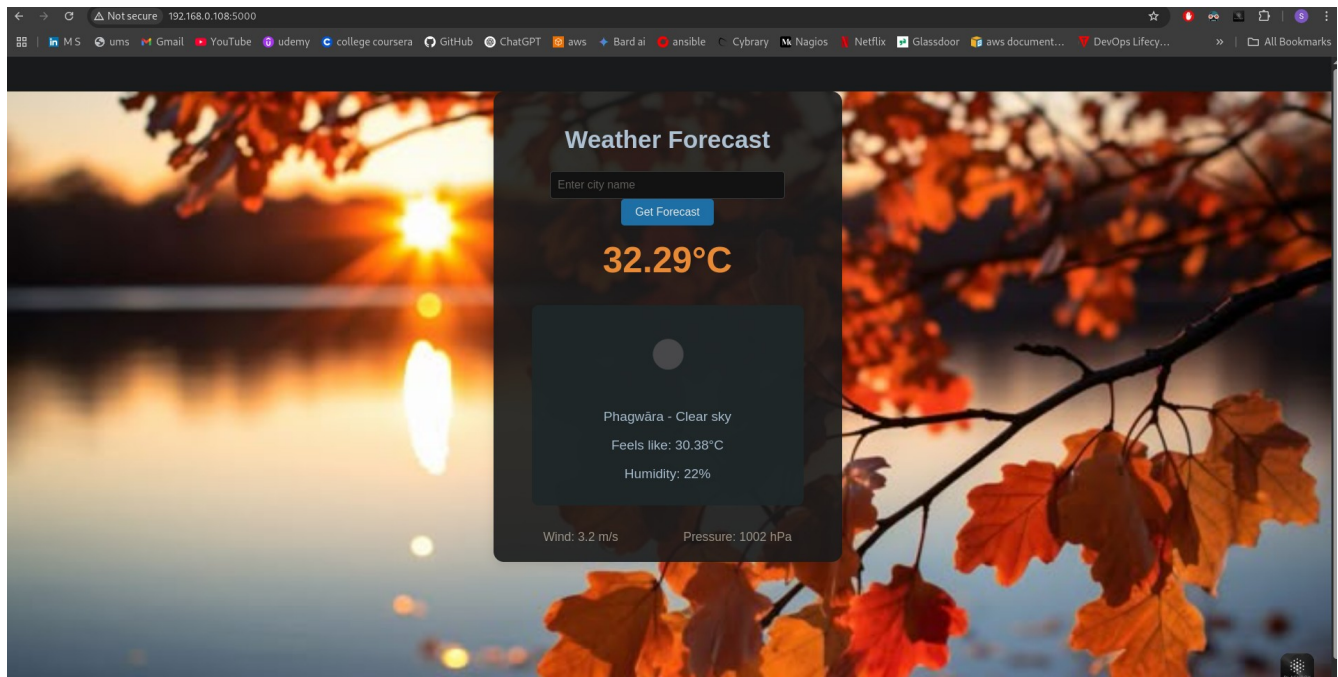 Not secure 192.168.0.108:5000
M S ums Gmail YouTube udemy college coursera GitHub ChatGPT aws Bard ai ansible Cybrary Nagios Netflix Glassdoor aws document... DevOps Lifecy... » All Bookmarks
Weather Forecast
Enter city name
Get Forecast
32.29°C
Phagwāra - Clear sky
Feels like: 30.38°C
Humidity: 22%
Wind: 3.2 m/s Pressure: 1002 hPa